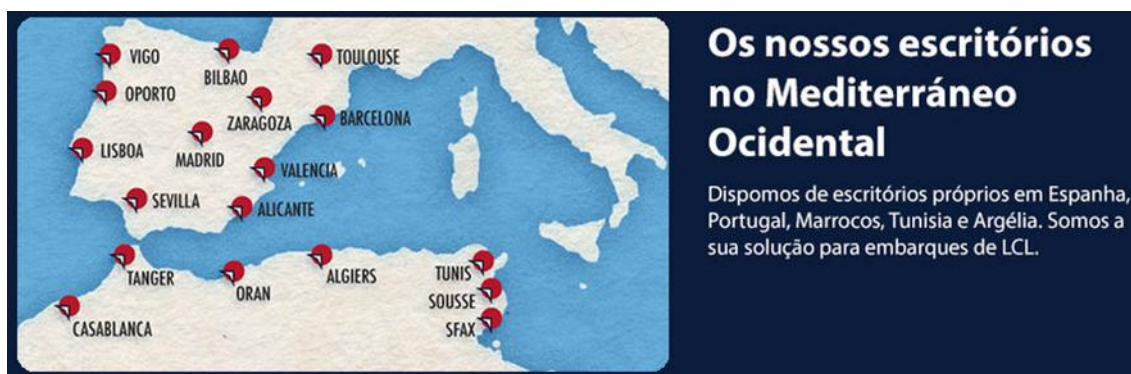 VIGO
BILBAO
TOULOUSE
OPORTO
ZARAGOZA
BARCELONA
LISBOA
MADRID
VALENCIA
SEVILLA
ALICANTE
TANGER
ORAN
ALGIERS
TUNIS
SOUSSE
CASABLANCA
SFAX
Os nossos escritórios
no Mediterráneo
Ocidental
Dispomos de escritórios próprios em Espanha,
Portugal, Marrocos, Tunisia e Argélia. Somos a
sua solução para embarques de LCL.